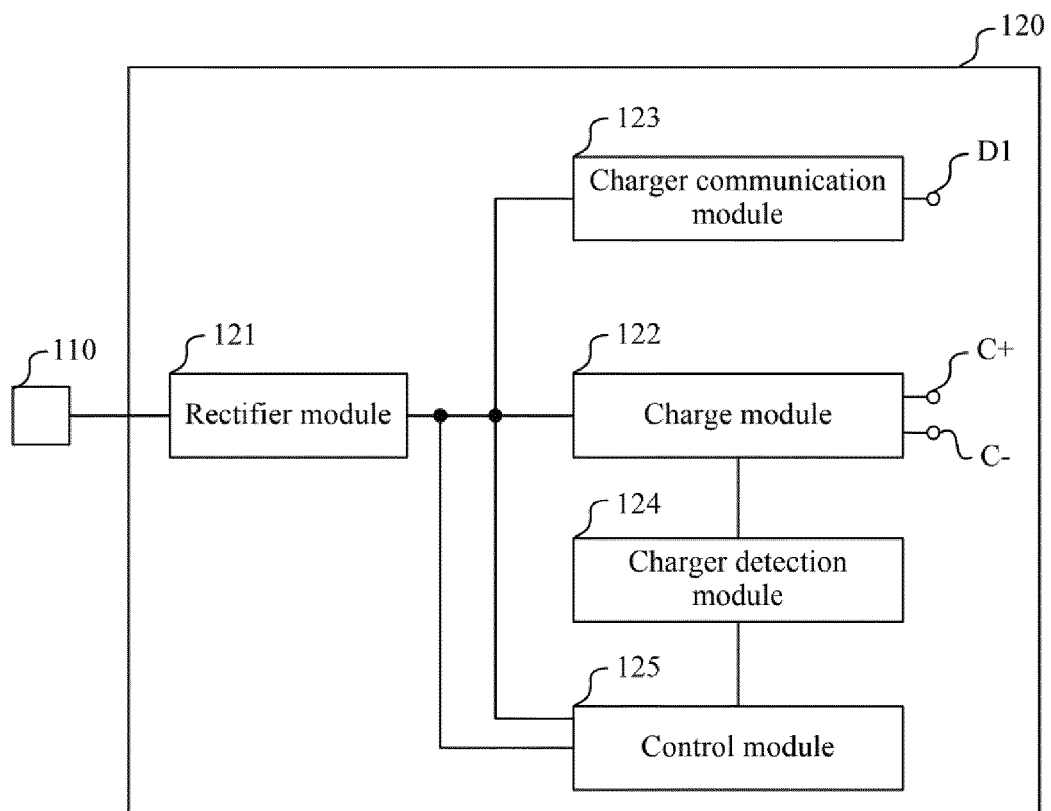 120
123
Charger communication
module
D1
110
121
Rectifier module
122
Charge module
C+
C-
124
Charger detection
module
125
Control module